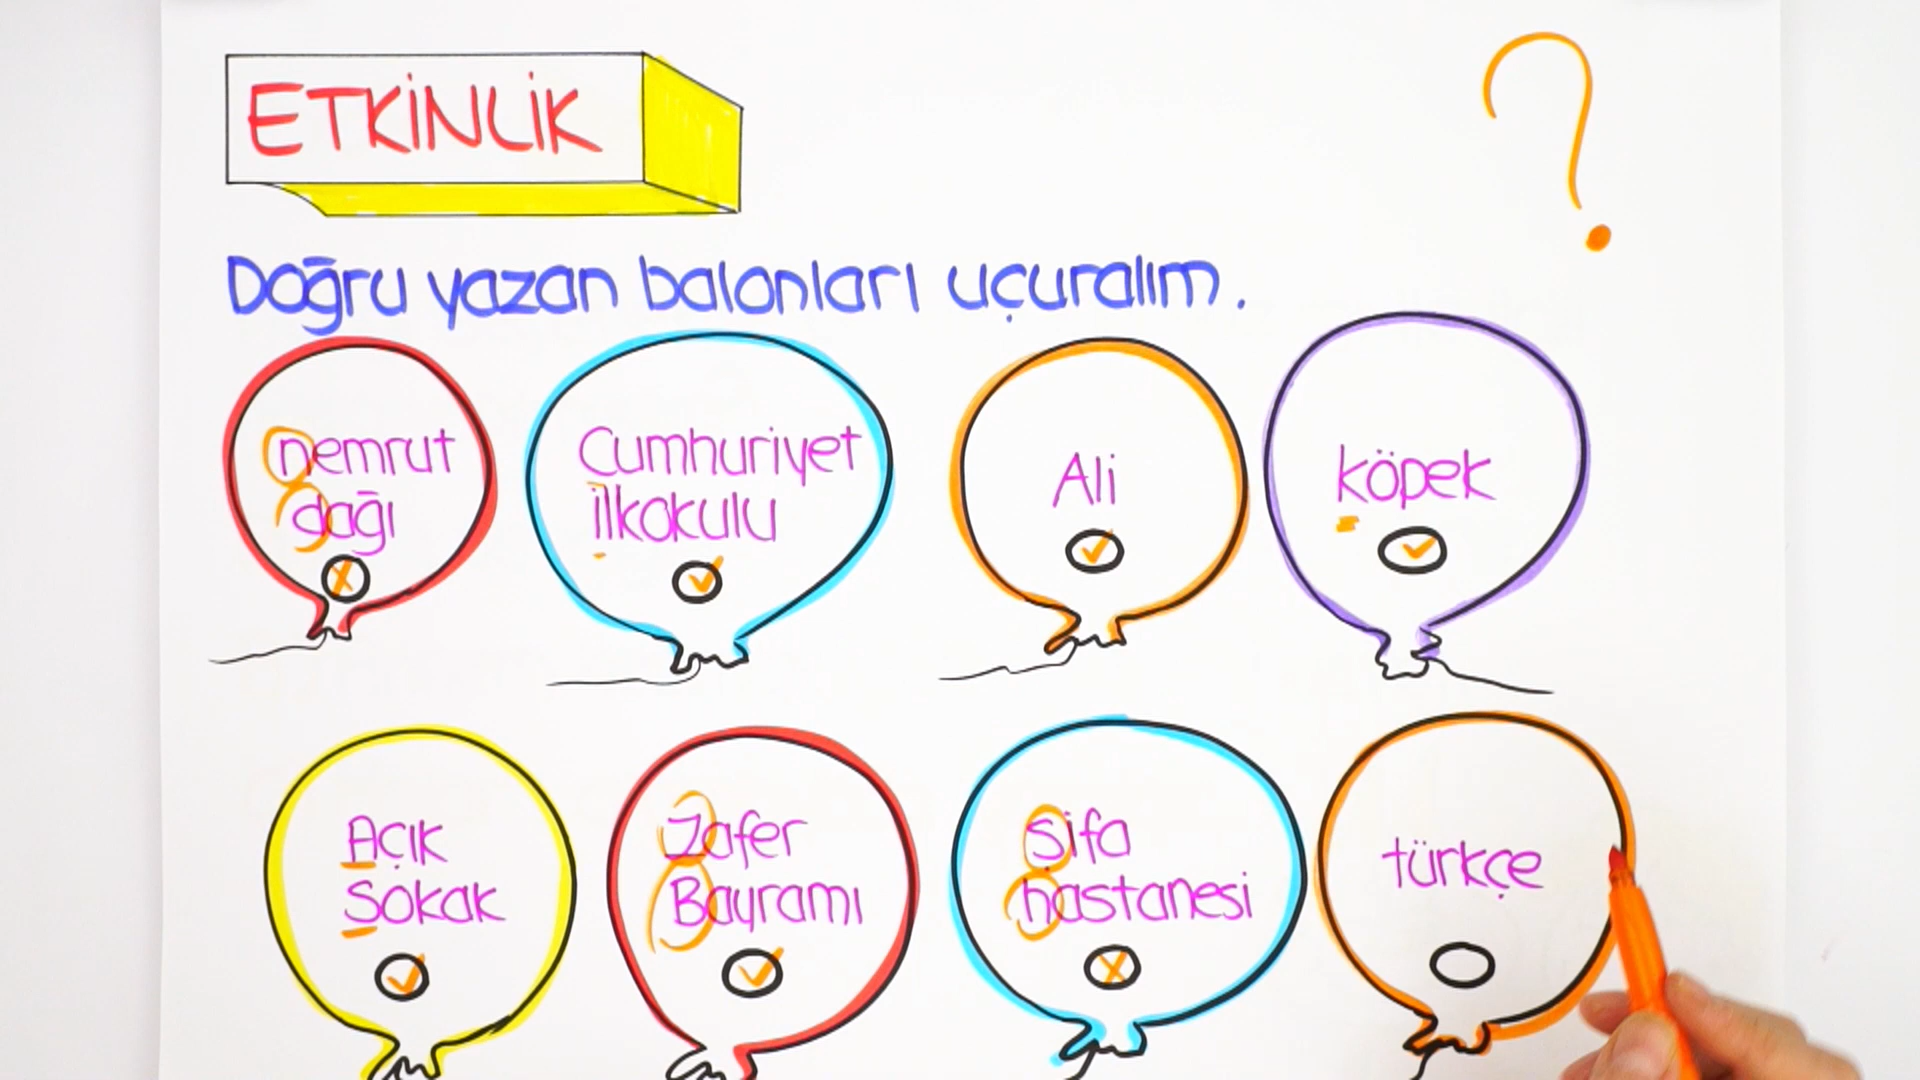 ETKİNLİK
?
Doğru yazan balonları uçuralım.
nemrut
dağı
Cumhuriyet
İlkokulu
Ali
köpek
Açık
Sokak
Zafer
Bayramı
Şifa
hastanesi
türkçe